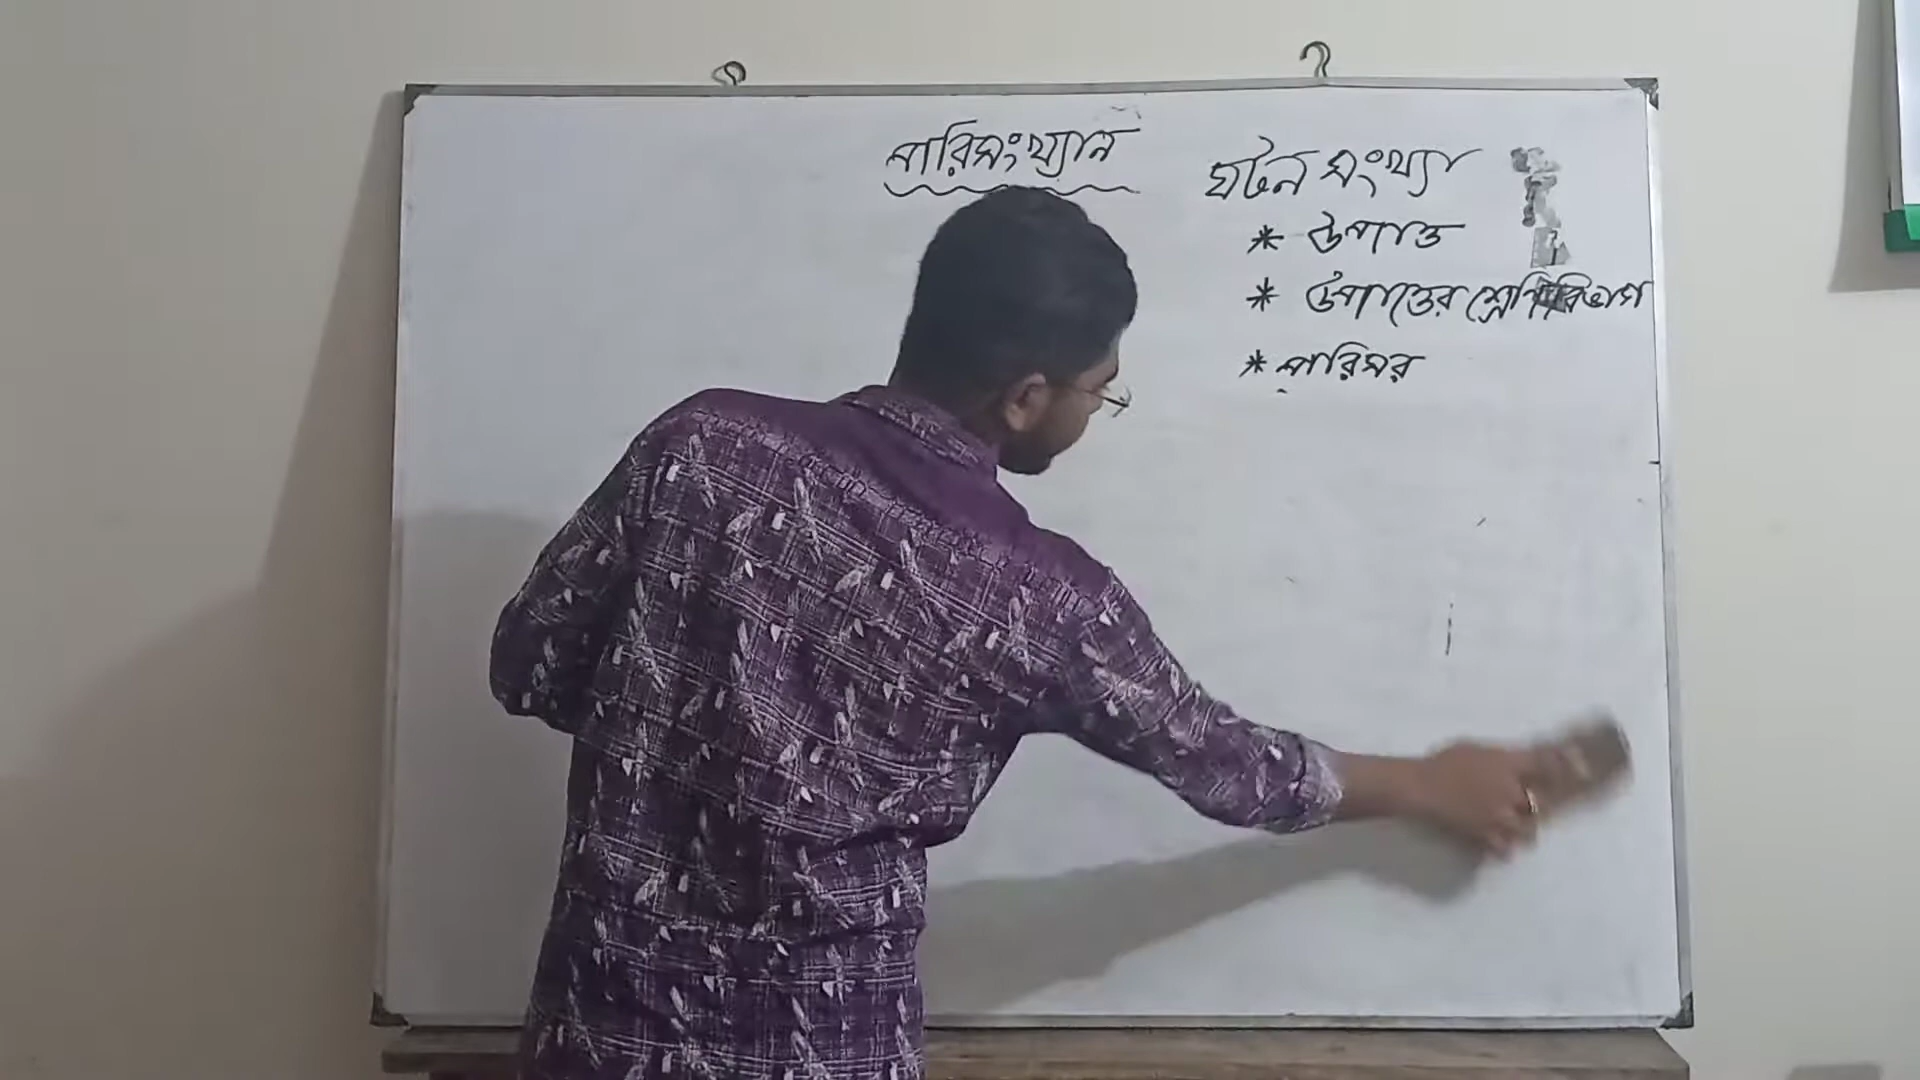 পরিসংখ্যান
ঘটন সংখ্যা
* উপাত্ত
* উপাত্তের শ্রেণিবিভাগ
* পরিসর